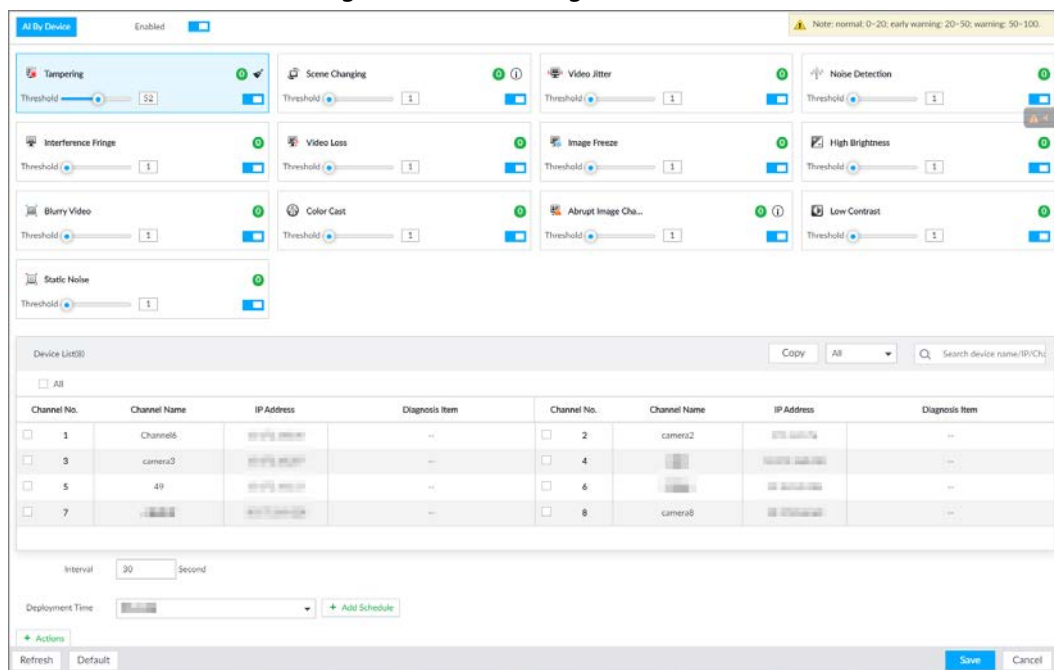 AI By Device Enabled Note: normal: 0~20; early warning: 20~50; warning: 50~100.
Tampering 0 Scene Changing 0 Video Jitter 0 Noise Detection 0
Threshold 52 Threshold 1 Threshold 1 Threshold 1
Interference Fringe 0 Video Loss 0 Image Freeze 0 High Brightness 0
Threshold 1 Threshold 1 Threshold 1 Threshold 1
Blurry Video 0 Color Cast 0 Abrupt Image Cha... 0 Low Contrast 0
Threshold 1 Threshold 1 Threshold 1 Threshold 1
Static Noise 0
Threshold 1
Device List(8) Copy All Search device name/IP/Cha
All
Channel No. Channel Name IP Address Diagnosis Item Channel No. Channel Name IP Address Diagnosis Item
1 Channel6 -- 2 camera2 --
3 camera3 -- 4 --
5 49 -- 6 --
7 -- 8 camera8 --
Interval 30 Second
Deployment Time + Add Schedule
+ Actions
Refresh Default Save Cancel